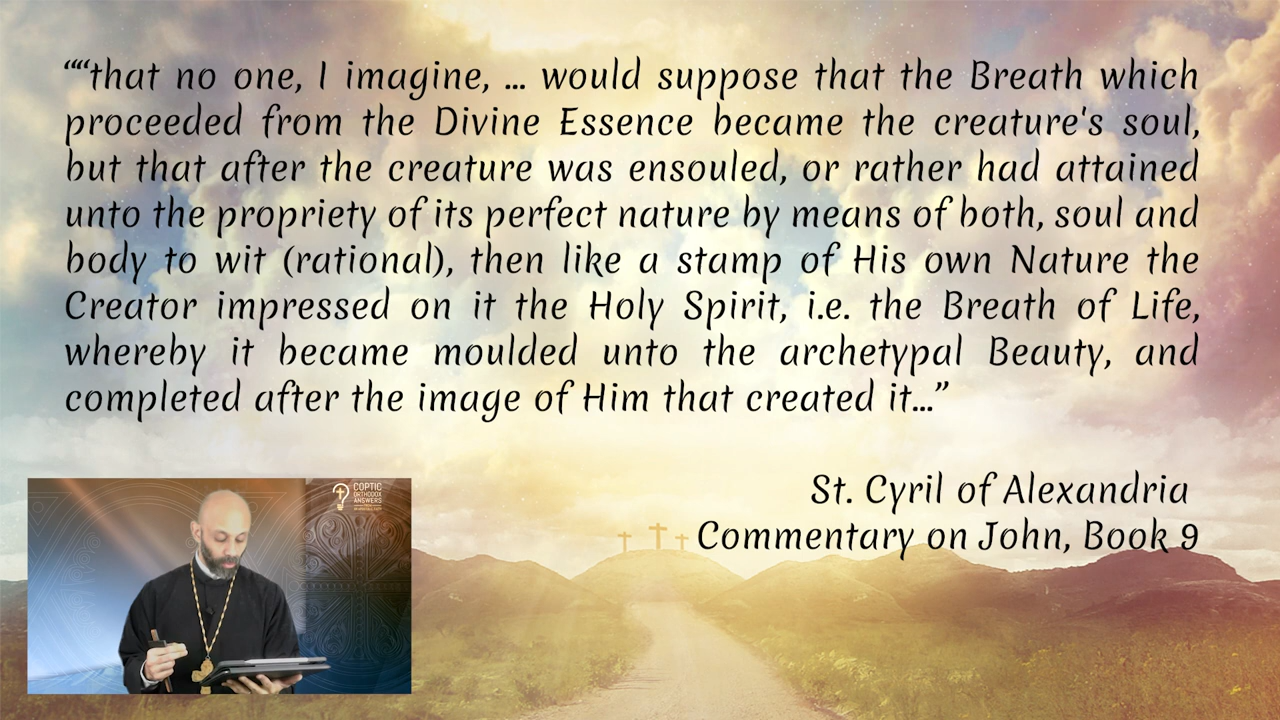 ““that no one, I imagine, ... would suppose that the Breath which
proceeded from the Divine Essence became the creature's soul,
but that after the creature was ensouled, or rather had attained
unto the propriety of its perfect nature by means of both, soul and
body to wit (rational), then like a stamp of His own Nature the
Creator impressed on it the Holy Spirit, i.e. the Breath of Life,
whereby it became moulded unto the archetypal Beauty, and
completed after the image of Him that created it...”
St. Cyril of Alexandria
Commentary on John, Book 9
COPTIC
ORTHODOX
ANSWERS